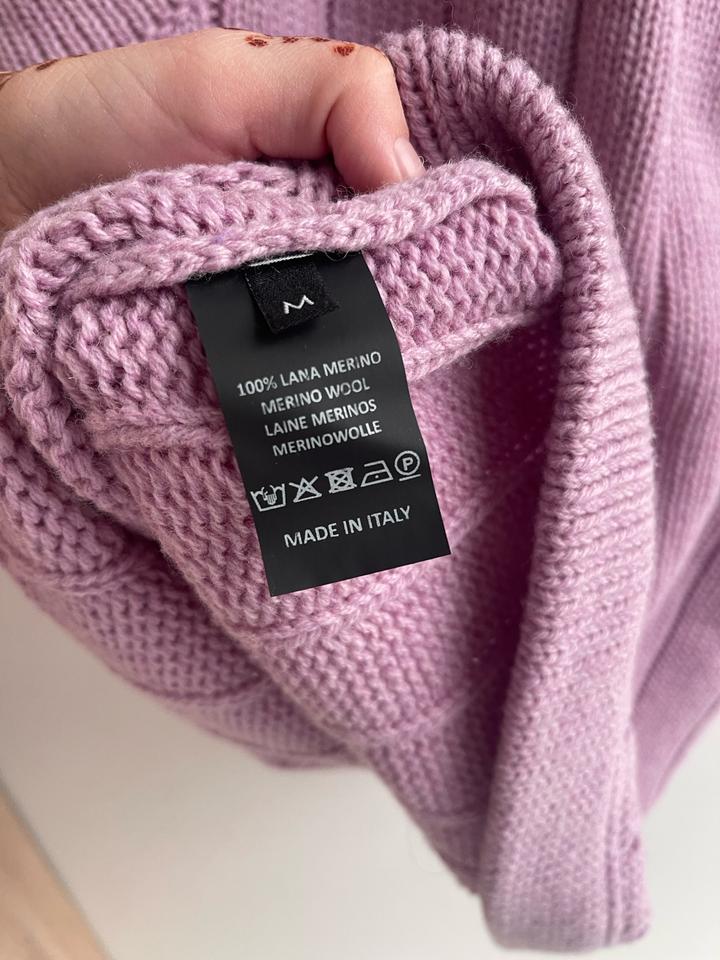 M
100% LANA MERINO
MERINO WOOL
LAINE MERINOS
MERINOWOLLE
P
MADE IN ITALY